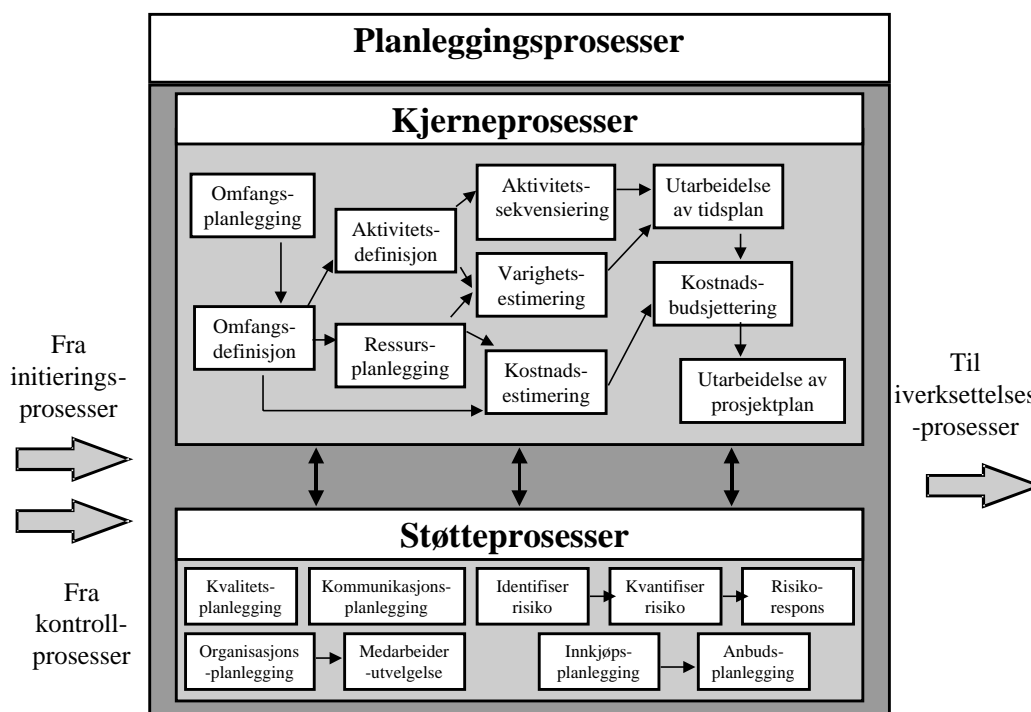 Planleggingsprosesser
Kjerneprosesser
Omfangs-
planlegging
Aktivitets-
definisjon
Aktivitets-
sekvensiering
Utarbeidelse
av tidsplan
Omfangs-
definisjon
Ressurs-
planlegging
Varighets-
estimering
Kostnads-
estimering
Kostnads-
budsjettering
Utarbeidelse av
prosjektplan
Fra
initierings-
prosesser
Til
iverksettelses
-prosesser
Støtteprosesser
Kvalitets-
planlegging
Kommunikasjons-
planlegging
Identifiser
risiko
Kvantifiser
risiko
Risiko-
respons
Organisasjons
-planlegging
Medarbeider
-utvelgelse
Innkjøps-
planlegging
Anbuds-
planlegging
Fra
kontroll-
prosesser